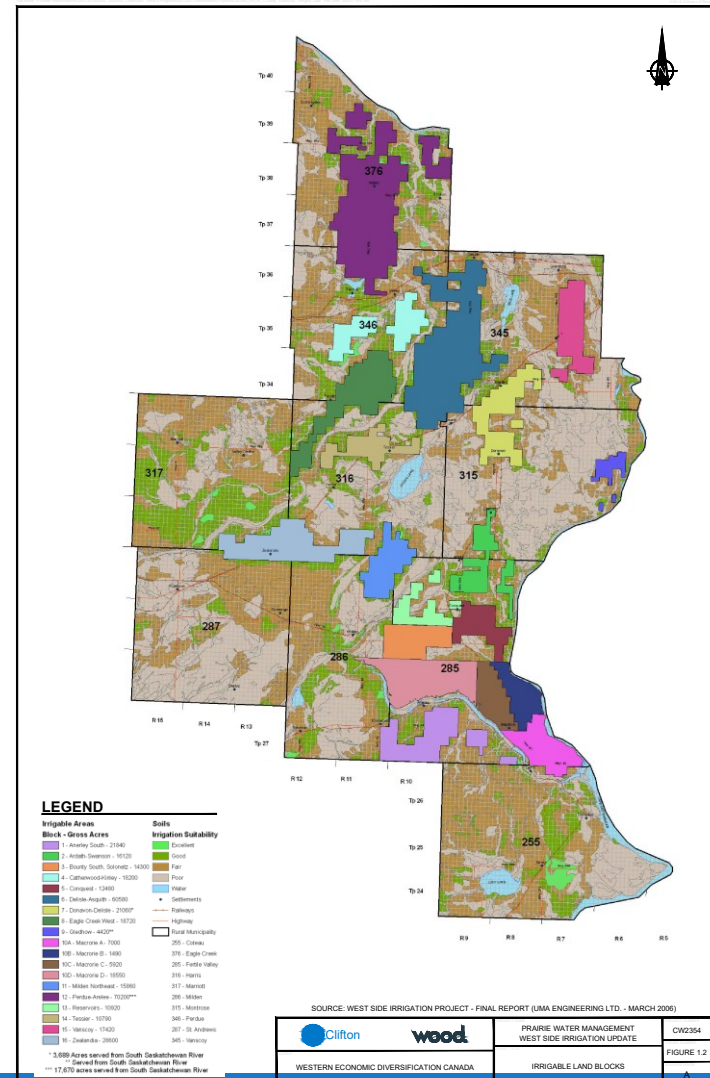 N
Tp 40
Tp 39
376
Tp 38
Tp 37
Tp 36
Tp 35
346
345
Tp 34
317
316
315
287
286
285
R 15
R 14
R 13
Tp 27
R 12
R 11
R 10
Tp 26
255
Tp 25
Tp 24
R 9
R 8
R 7
R 6
R 5
LEGEND
Irrigable Areas
Block - Gross Acres
1 - Anerley South - 21840
2 - Ardath-Swanson - 16120
3 - Bounty South, Solonetz - 14300
4 - Catherwood-Kinley - 16200
5 - Conquest - 13460
6 - Delisle-Asquith - 60580
7 - Donavon-Delisle - 21060*
8 - Eagle Creek West - 18720
9 - Gledhow - 4420**
10A - Macrorie A - 7000
10B - Macrorie B - 1490
10C - Macrorie C - 5920
10D - Macrorie D - 18550
11 - Milden Northeast - 15860
12 - Perdue-Arelee - 70200***
13 - Reservoirs - 10920
14 - Tessier - 10790
15 - Vanscoy - 17420
16 - Zealandia - 28600
Soils
Irrigation Suitability
Excellent
Good
Fair
Poor
Water
Settlements
Railways
Highway
Rural Municipality
255 - Coteau
376 - Eagle Creek
285 - Fertile Valley
316 - Harris
317 - Marriott
286 - Milden
315 - Montrose
346 - Perdue
287 - St. Andrews
345 - Vanscoy
* 3,689 Acres served from South Saskatchewan River
** Served from South Saskatchewan River
*** 17,670 acres served from South Saskatchewan River
SOURCE: WEST SIDE IRRIGATION PROJECT - FINAL REPORT (UMA ENGINEERING LTD. - MARCH 2006)
Clifton
wood.
PRAIRIE WATER MANAGEMENT
WEST SIDE IRRIGATION UPDATE
CW2354
WESTERN ECONOMIC DIVERSIFICATION CANADA
IRRIGABLE LAND BLOCKS
FIGURE 1.2
A